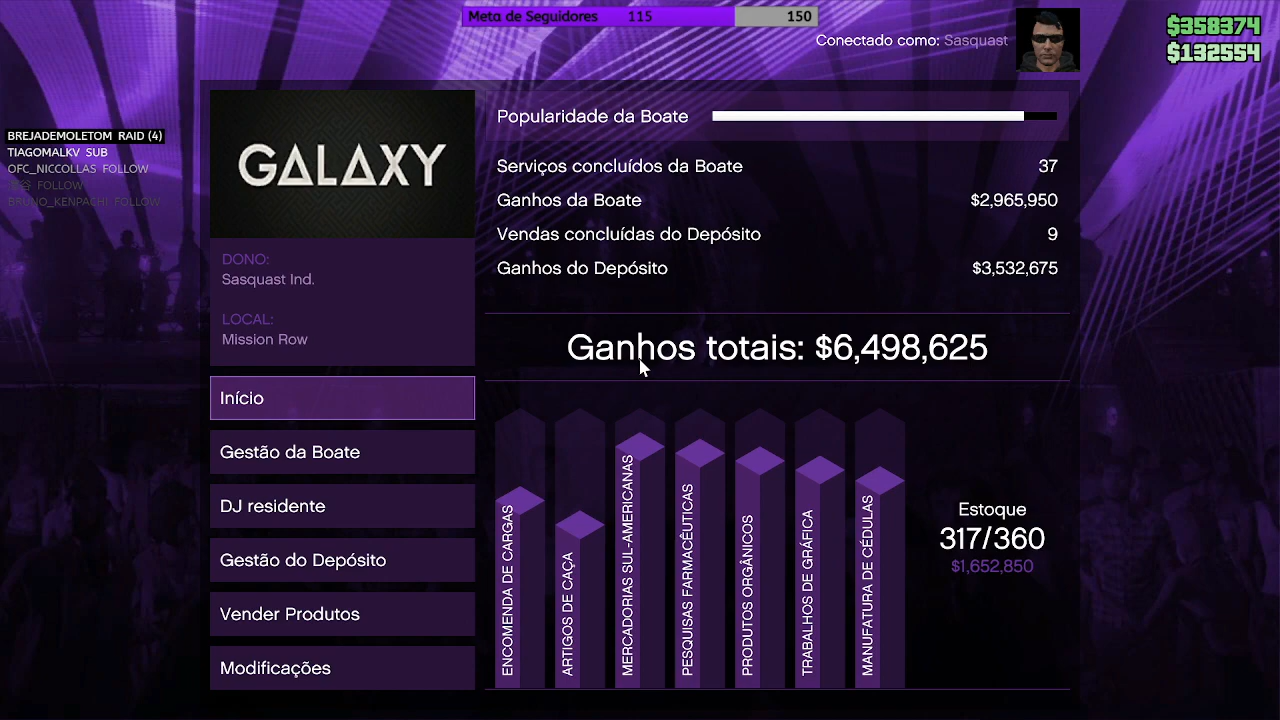 Meta de Seguidores 115 150
Conectado como: Sasquast
$358374
$132554
BREJADEMOLETOM RAID (4)
TIAGOMALKV SUB
OFC_NICCOLLAS FOLLOW
FOLLOW
BRUNO_KENPACHI FOLLOW
GALAXY
DONO:
Sasquast Ind.
LOCAL:
Mission Row
Início
Gestão da Boate
DJ residente
Gestão do Depósito
Vender Produtos
Modificações
Popularidade da Boate
Serviços concluídos da Boate 37
Ganhos da Boate $2,965,950
Vendas concluídas do Depósito 9
Ganhos do Depósito $3,532,675
Ganhos totais: $6,498,625
ENCOMENDA DE CARGAS
ARTIGOS DE CAÇA
MERCADORIAS SUL-AMERICANAS
PESQUISAS FARMACÊUTICAS
PRODUTOS ORGÂNICOS
TRABALHOS DE GRÁFICA
MANUFATURA DE CÉDULAS
Estoque
317/360
$1,652,850